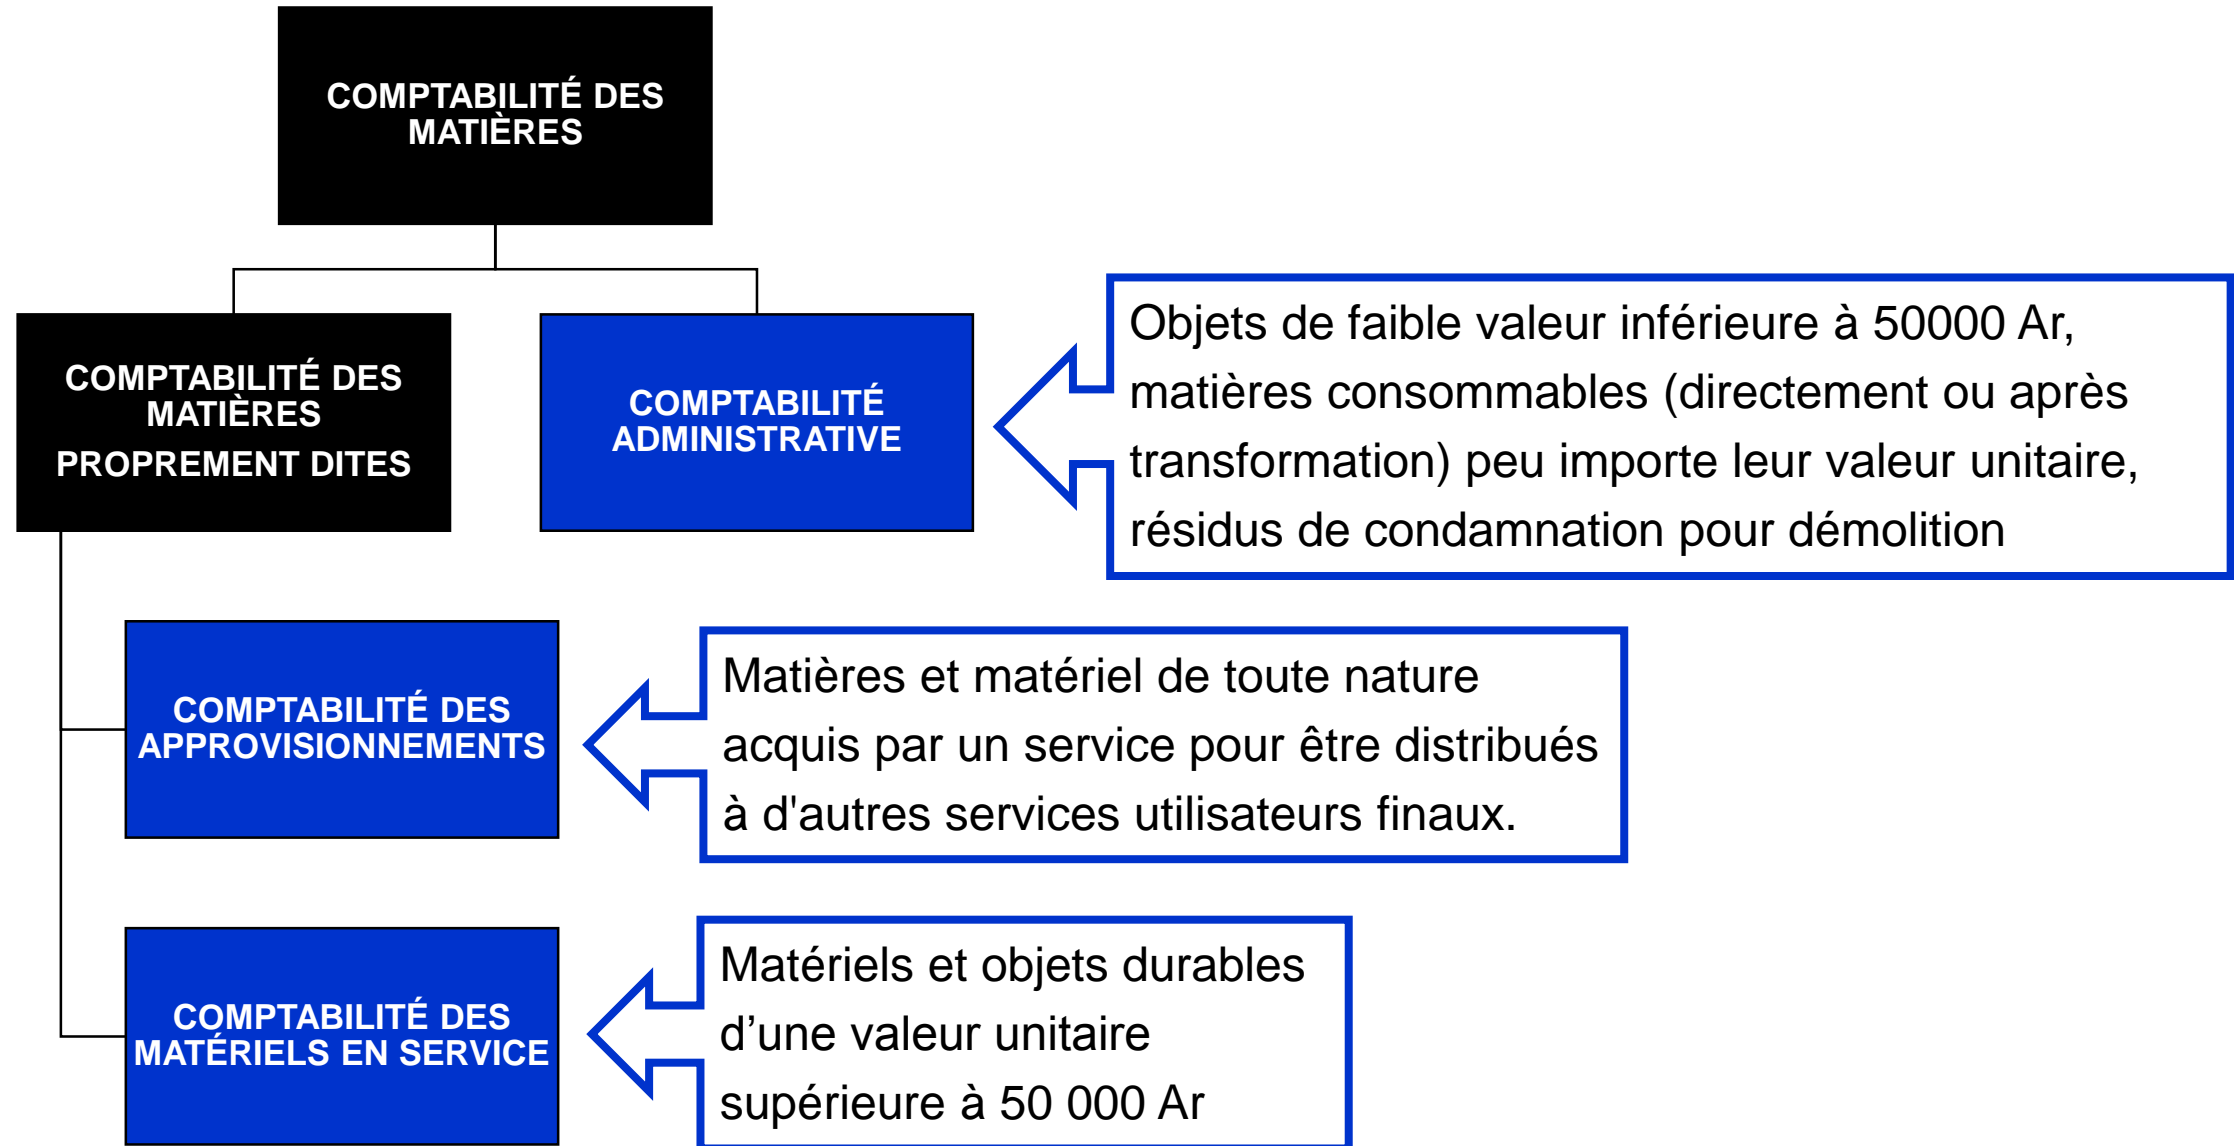 COMPTABILITÉ DES
MATIÈRES
COMPTABILITÉ DES
MATIÈRES
PROPREMENT DITES
COMPTABILITÉ
ADMINISTRATIVE
Objets de faible valeur inférieure à 50000 Ar,
matières consommables (directement ou après
transformation) peu importe leur valeur unitaire,
résidus de condamnation pour démolition
COMPTABILITÉ DES
APPROVISIONNEMENTS
Matières et matériel de toute nature
acquis par un service pour être distribués
à d'autres services utilisateurs finaux.
COMPTABILITÉ DES
MATÉRIELS EN SERVICE
Matériels et objets durables
d’une valeur unitaire
supérieure à 50 000 Ar